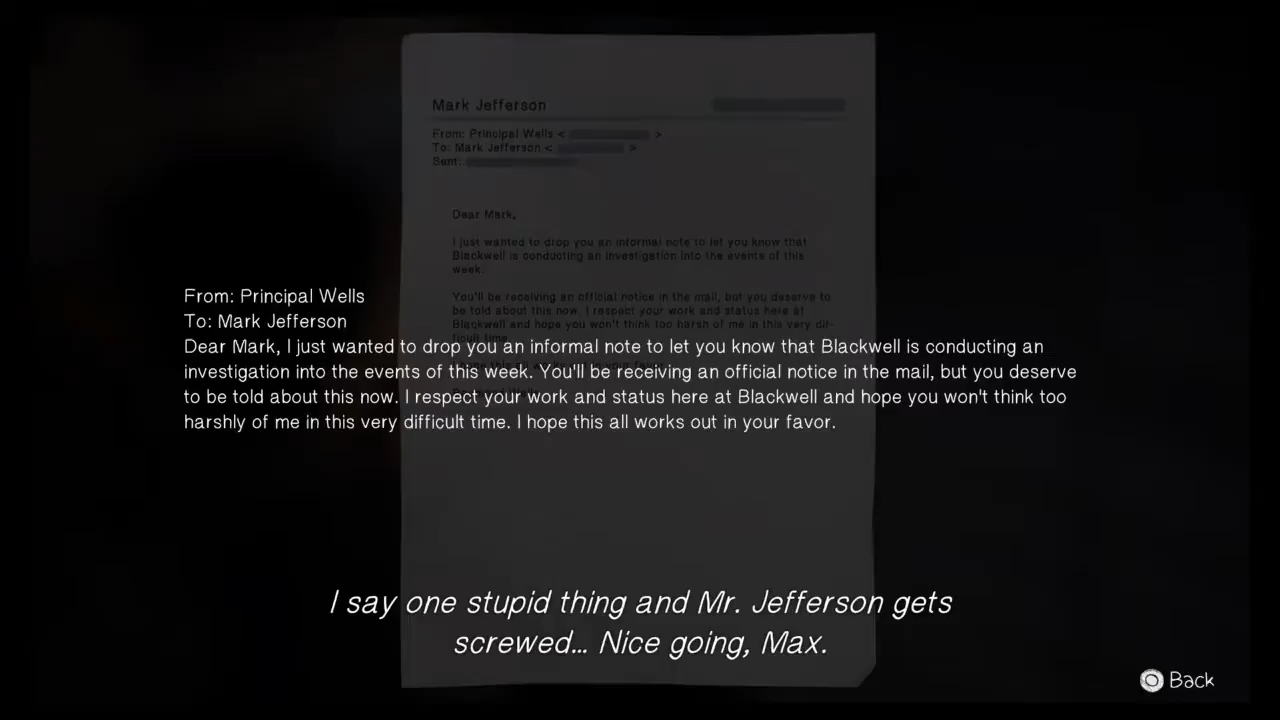 Mark Jefferson
From: Principal Wells < >
To: Mark Jefferson < >
Sent:
Dear Mark,
I just wanted to drop you an informal note to let you know that
Blackwell is conducting an investigation into the events of this
week.
You'll be receiving an official notice in the mail, but you deserve to
be told about this now. I respect your work and status here at
Blackwell and hope you won't think too harsh of me in this very dif-
ficult time.
From: Principal Wells
To: Mark Jefferson
Dear Mark, I just wanted to drop you an informal note to let you know that Blackwell is conducting an
investigation into the events of this week. You'll be receiving an official notice in the mail, but you deserve
to be told about this now. I respect your work and status here at Blackwell and hope you won't think too
harshly of me in this very difficult time. I hope this all works out in your favor.
I say one stupid thing and Mr. Jefferson gets
screwed... Nice going, Max.
Back